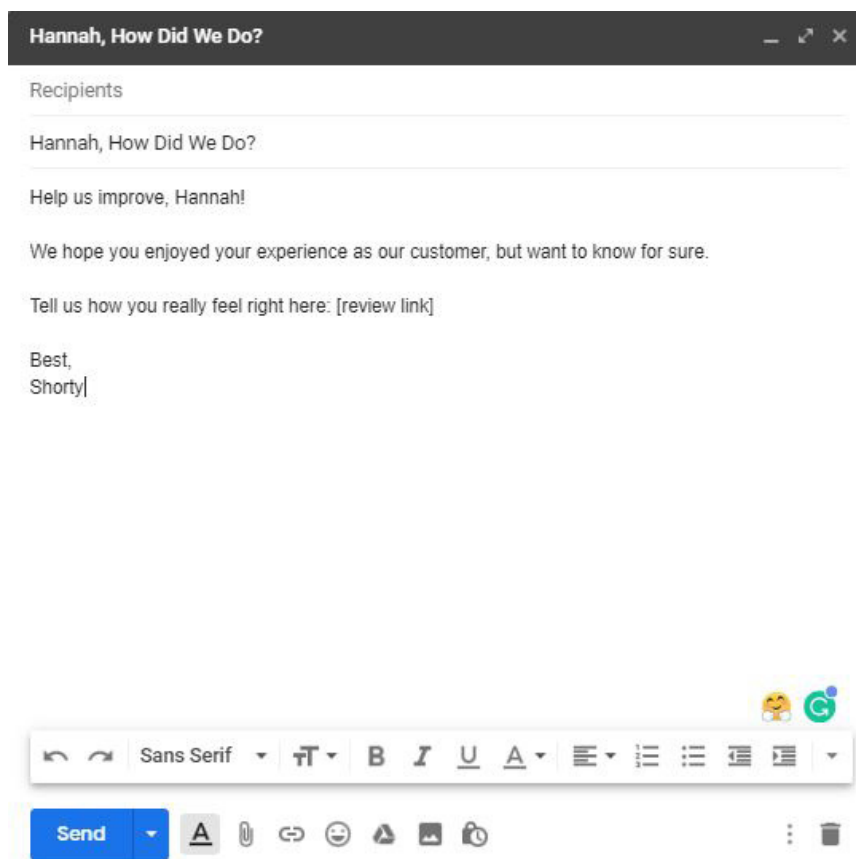 Hannah, How Did We Do?
Recipients
Hannah, How Did We Do?
Help us improve, Hannah!
We hope you enjoyed your experience as our customer, but want to know for sure.
Tell us how you really feel right here: [review link]
Best,
Shorty
Sans Serif
Send